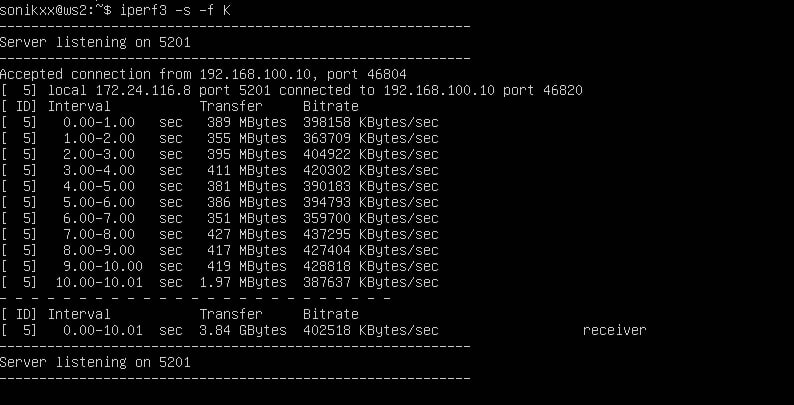 sonikxx@ws2:~$ iperf3 -s -f K
-----------------------------------------------------------
Server listening on 5201
-----------------------------------------------------------
Accepted connection from 192.168.100.10, port 46804
[  5] local 172.24.116.8 port 5201 connected to 192.168.100.10 port 46820
[ ID] Interval           Transfer     Bitrate
[  5]   0.00-1.00   sec   389 MBytes  398158 KBytes/sec
[  5]   1.00-2.00   sec   355 MBytes  363709 KBytes/sec
[  5]   2.00-3.00   sec   395 MBytes  404922 KBytes/sec
[  5]   3.00-4.00   sec   411 MBytes  420302 KBytes/sec
[  5]   4.00-5.00   sec   381 MBytes  390183 KBytes/sec
[  5]   5.00-6.00   sec   386 MBytes  394793 KBytes/sec
[  5]   6.00-7.00   sec   351 MBytes  359700 KBytes/sec
[  5]   7.00-8.00   sec   427 MBytes  437295 KBytes/sec
[  5]   8.00-9.00   sec   417 MBytes  427404 KBytes/sec
[  5]   9.00-10.00  sec   419 MBytes  428818 KBytes/sec
[  5]  10.00-10.01  sec  1.97 MBytes  387637 KBytes/sec
- - - - - - - - - - - - - - - - - - - - - - - - -
[ ID] Interval           Transfer     Bitrate
[  5]   0.00-10.01  sec  3.84 GBytes  402518 KBytes/sec                  receiver
-----------------------------------------------------------
Server listening on 5201
-----------------------------------------------------------